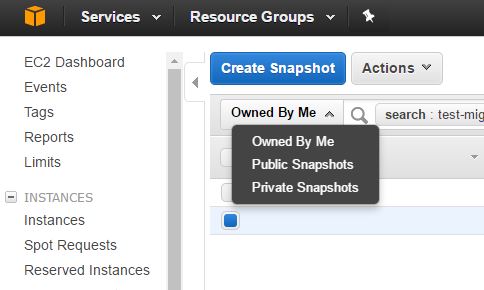 Services
Resource Groups
EC2 Dashboard
Events
Tags
Reports
Limits
INSTANCES
Instances
Spot Requests
Reserved Instances
Create Snapshot
Actions
Owned By Me
search : test-mig
Owned By Me
Public Snapshots
Private Snapshots